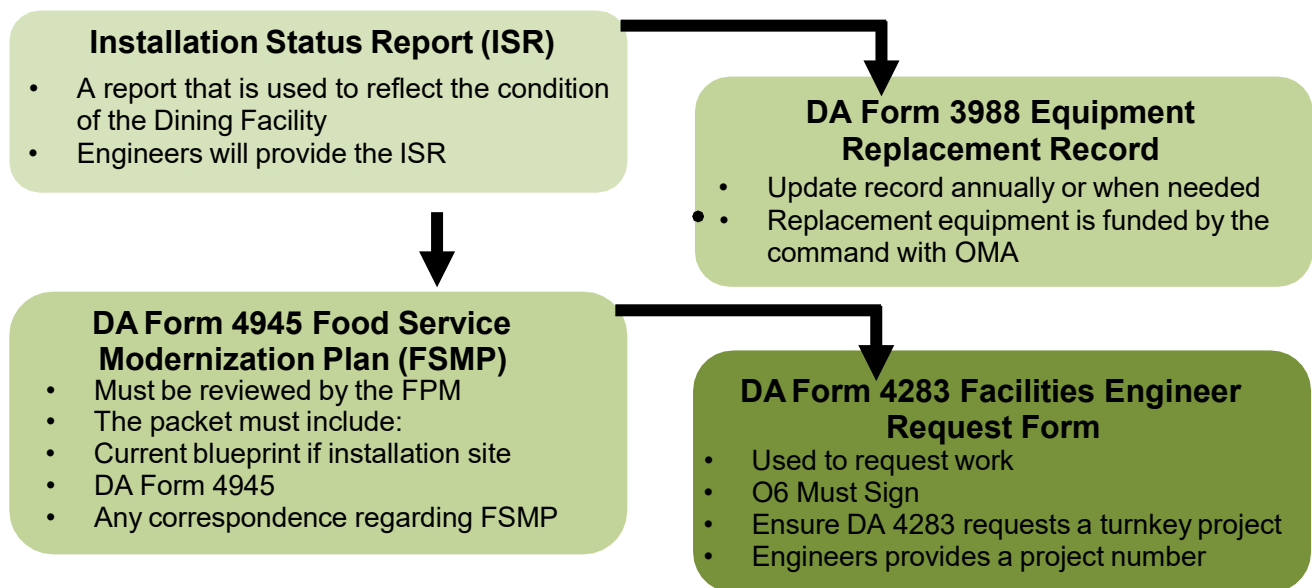 Installation Status Report (ISR)
• A report that is used to reflect the condition
of the Dining Facility
• Engineers will provide the ISR
DA Form 3988 Equipment
Replacement Record
• Update record annually or when needed
• Replacement equipment is funded by the
command with OMA
DA Form 4945 Food Service
Modernization Plan (FSMP)
• Must be reviewed by the FPM
• The packet must include:
• Current blueprint if installation site
• DA Form 4945
• Any correspondence regarding FSMP
DA Form 4283 Facilities Engineer
Request Form
• Used to request work
• O6 Must Sign
• Ensure DA 4283 requests a turnkey project
• Engineers provides a project number